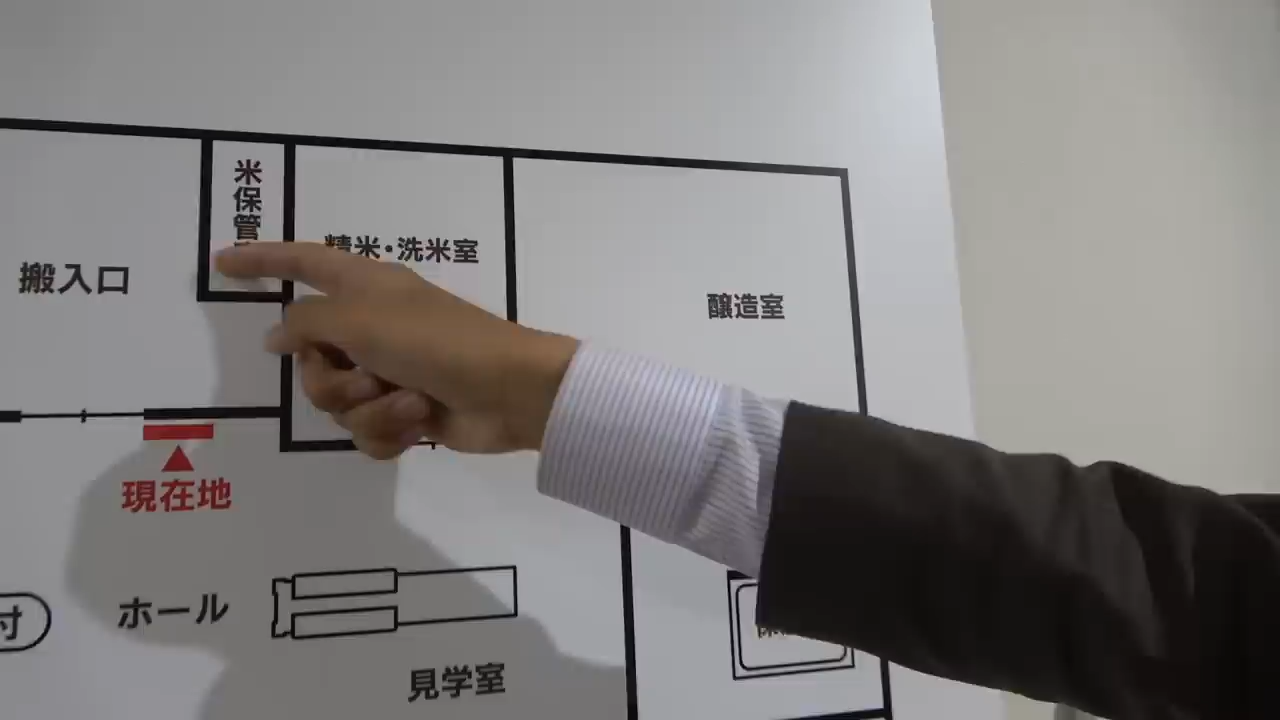 米保管
精米・洗米室
搬入口
醸造室
現在地
ホール
付
見学室